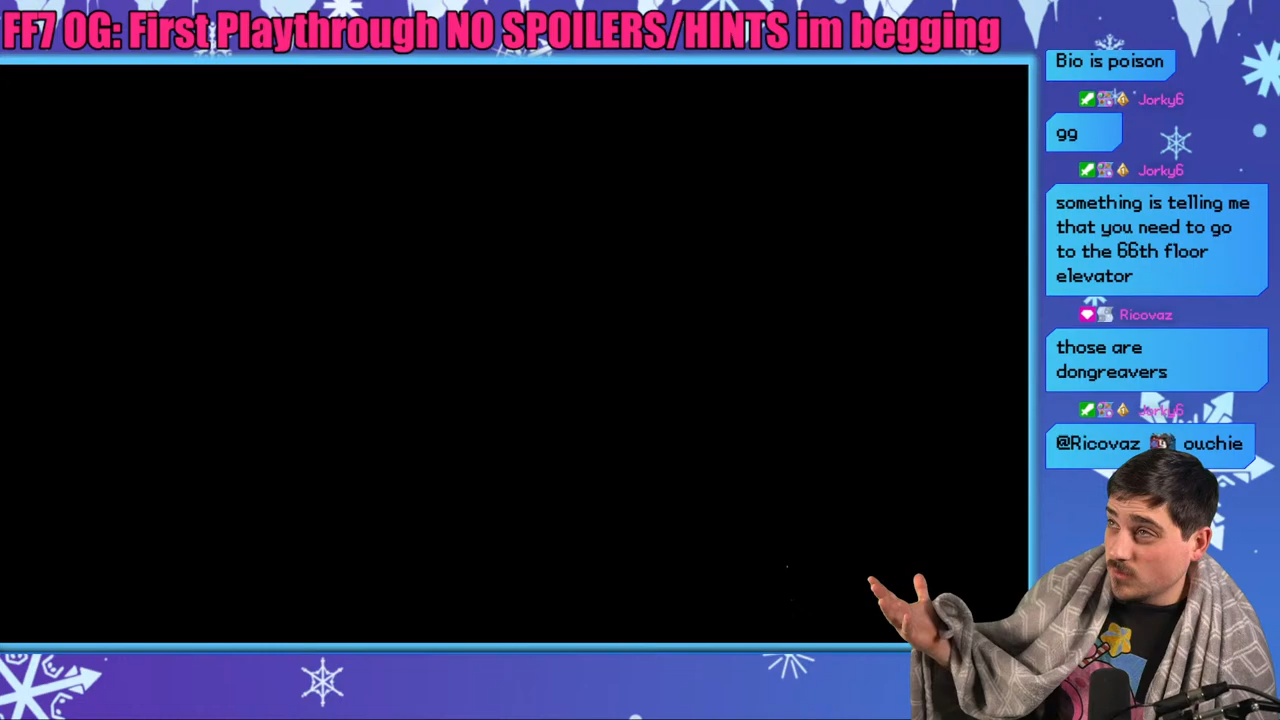 FF7 OG: First Playthrough NO SPOILERS/HINTS im begging
Bio is poison
Jorky6
gg
Jorky6
something is telling me
that you need to go
to the 66th floor
elevator
Ricovaz
those are
dongreavers
Jorky6
@Ricovaz ouchie